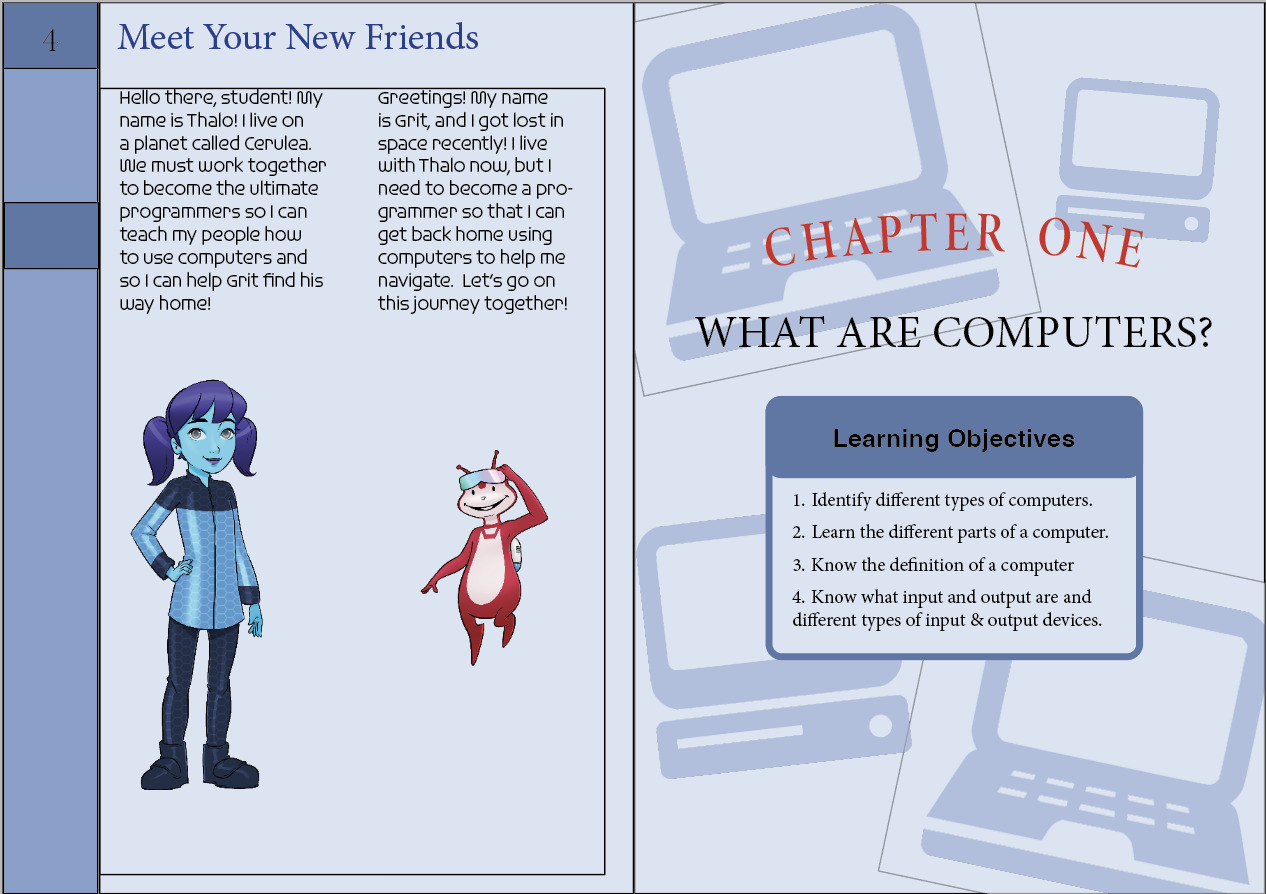 4
Meet Your New Friends
Hello there, student! My
name is Thalo! I live on
a planet called Cerulea.
We must work together
to become the ultimate
programmers so I can
teach my people how
to use computers and
so I can help Grit find his
way home!
Greetings! My name
is Grit, and I got lost in
space recently! I live
with Thalo now, but I
need to become a pro-
grammer so that I can
get back home using
computers to help me
navigate.  Let's go on
this journey together!
CHAPTER ONE
WHAT ARE COMPUTERS?
Learning Objectives
1. Identify different types of computers.
2. Learn the different parts of a computer.
3. Know the definition of a computer
4. Know what input and output are and
different types of input & output devices.